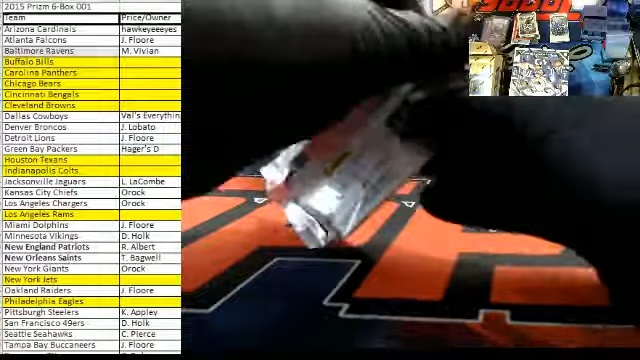 2015 Prizm 6-Box 001
Team Price/Owner
Arizona Cardinals hawkeyeeyes
Atlanta Falcons J. Floore
Baltimore Ravens M. Vivian
Buffalo Bills
Carolina Panthers
Chicago Bears
Cincinnati Bengals
Cleveland Browns
Dallas Cowboys Val's Everythin
Denver Broncos J. Lobato
Detroit Lions J. Floore
Green Bay Packers Hager's D
Houston Texans
Indianapolis Colts
Jacksonville Jaguars L. LaCombe
Kansas City Chiefs Orock
Los Angeles Chargers Orock
Los Angeles Rams
Miami Dolphins J. Floore
Minnesota Vikings D. Holk
New England Patriots R. Albert
New Orleans Saints T. Bagwell
New York Giants Orock
New York Jets
Oakland Raiders J. Floore
Philadelphia Eagles
Pittsburgh Steelers K. Appley
San Francisco 49ers D. Holk
Seattle Seahawks C. Pierce
Tampa Bay Buccaneers J. Floore